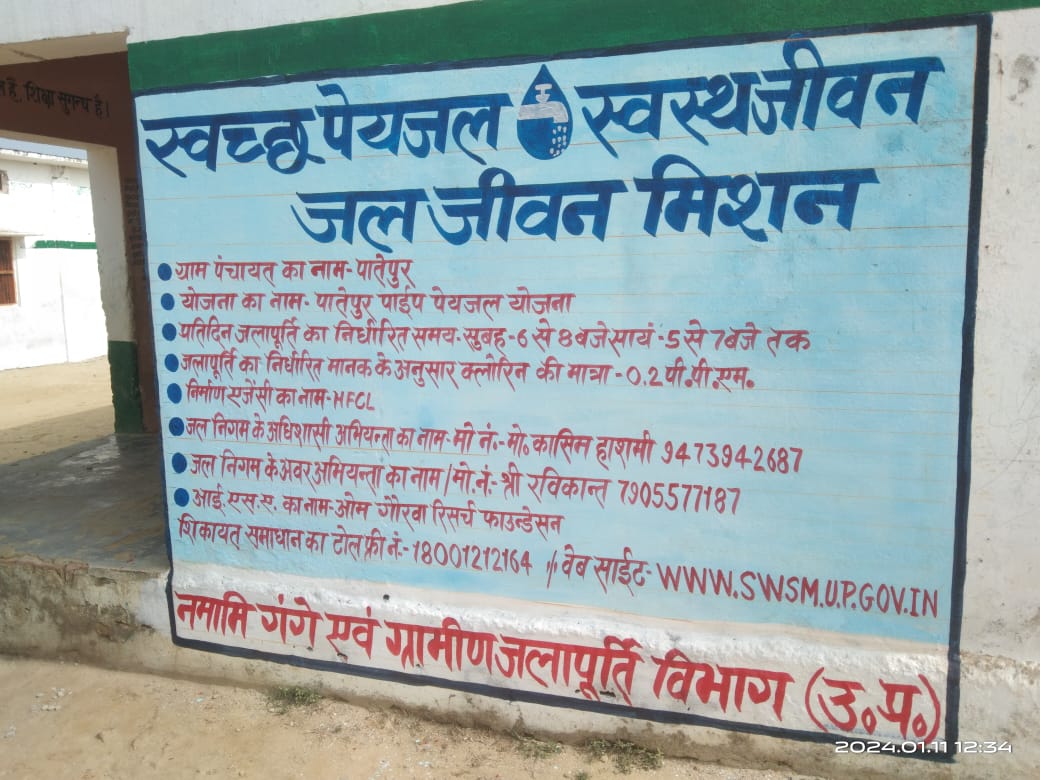 स्वच्छ पेयजल स्वस्थ जीवन
जल जीवन मिशन
ग्राम पंचायत का नाम- पातेपुर
योजना का नाम- पातेपुर पाईप पेयजल योजना
प्रतिदिन जलापूर्ति का निर्धारित समय- सुबह-6 से 8 बजे सायं -5 से 7 बजे तक
जलापूर्ति का निर्धारित मानक के अनुसार क्लोरिन की मात्रा - 0.2 पी.पी.एम.
निर्माण एजेंसी का नाम- HFCL
जल निगम के अधिशासी अभियन्ता का नाम - मो नं.- मो. कासिम हाशमी 9473942687
जल निगम के अवर अभियन्ता का नाम / मो.नं.- श्री रविकान्त 7905577187
आई.एस.ए. का नाम- ओम गौरवा रिसर्च फाउन्डेसन
शिकायत समाधान का टोल फ्री नं.- 18001212164 // वेब साईट- WWW.SWSM.U.P.GOV.IN
नमामि गंगे एवं ग्रामीण जलापूर्ति विभाग (उ.प्र.)
है, शिक्षा सुगन्ध है।
2024.01.11 12:34